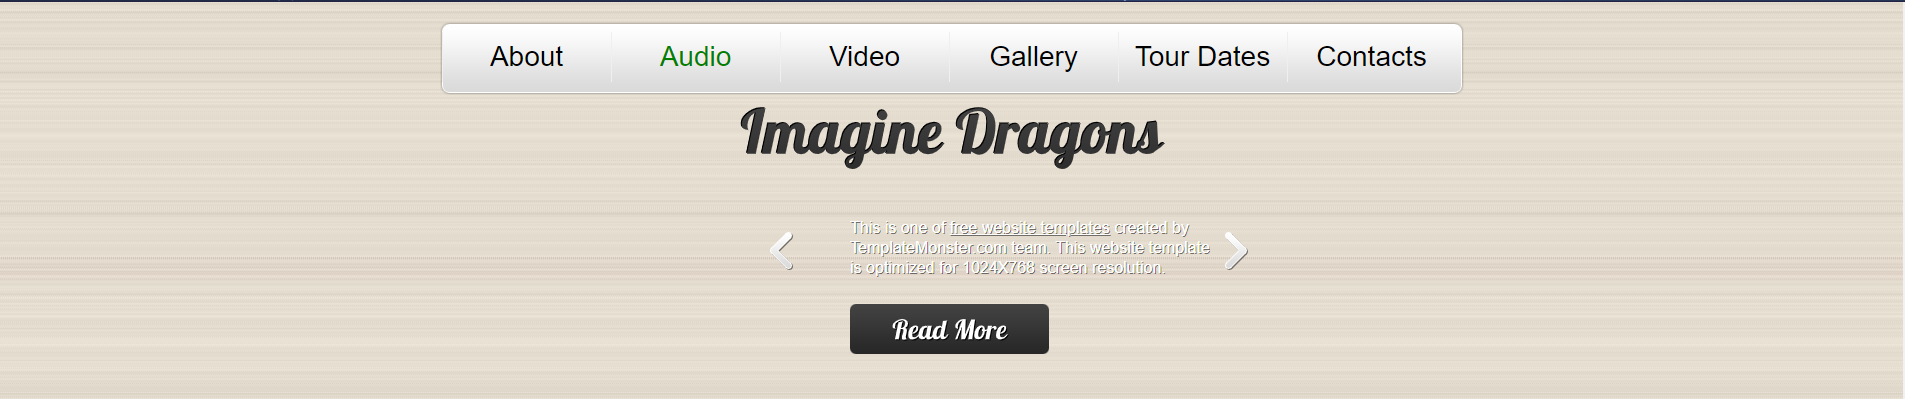 About Audio Video Gallery Tour Dates Contacts
Imagine Dragons
This is one of free website templates created by
TemplateMonster.com team. This website template
is optimized for 1024X768 screen resolution.
Read More